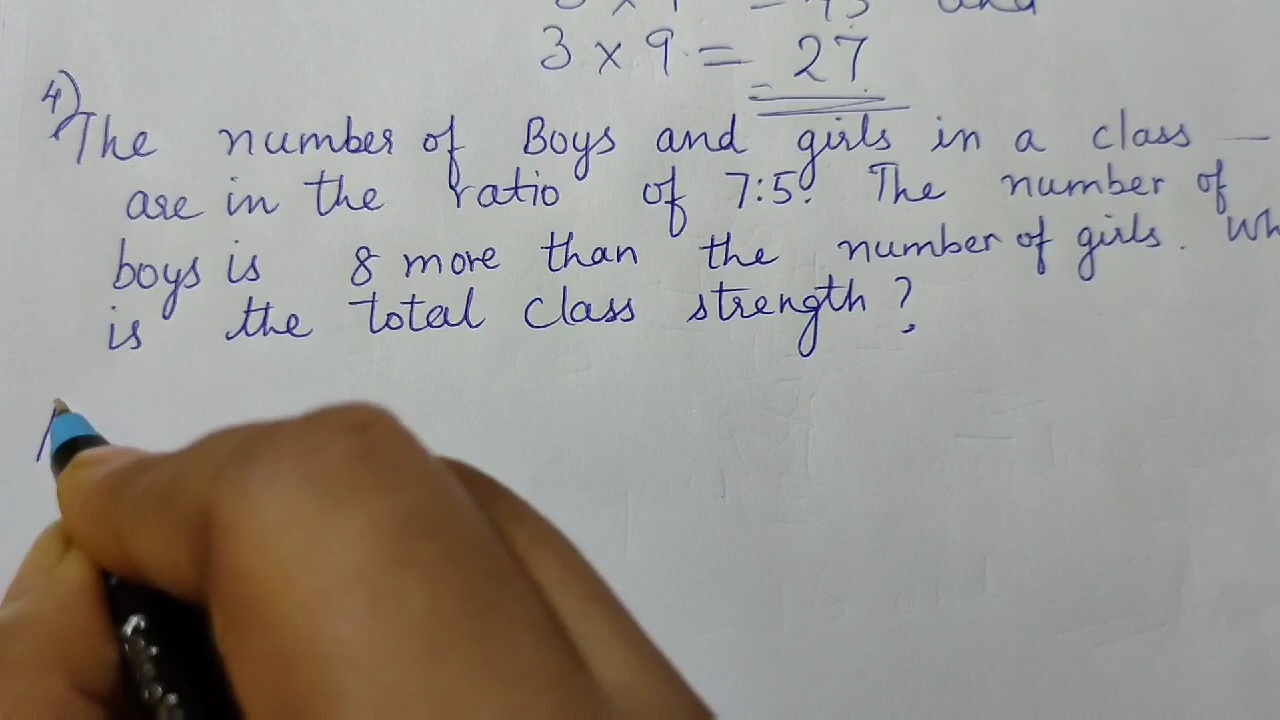 3 × 9 = 27
4) The number of Boys and girls in a class —
are in the ratio of 7:5. The number of
boys is 8 more than the number of girls. Wh
is the total class strength?